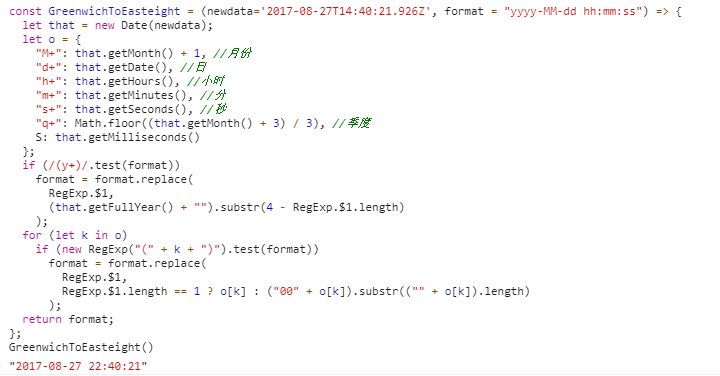 const GreenwichToEasteight = (newdata='2017-08-27T14:40:21.926Z', format = "yyyy-MM-dd hh:mm:ss") => {
  let that = new Date(newdata);
  let o = {
    "M+": that.getMonth() + 1, //月份
    "d+": that.getDate(), //日
    "h+": that.getHours(), //小时
    "m+": that.getMinutes(), //分
    "s+": that.getSeconds(), //秒
    "q+": Math.floor((that.getMonth() + 3) / 3), //季度
    S: that.getMilliseconds()
  };
  if (/(y+)/.test(format))
    format = format.replace(
      RegExp.$1,
      (that.getFullYear() + "").substr(4 - RegExp.$1.length)
    );
  for (let k in o)
    if (new RegExp("(" + k + ")").test(format))
      format = format.replace(
        RegExp.$1,
        RegExp.$1.length == 1 ? o[k] : ("00" + o[k]).substr(("" + o[k]).length)
      );
  return format;
};
GreenwichToEasteight()
"2017-08-27 22:40:21"